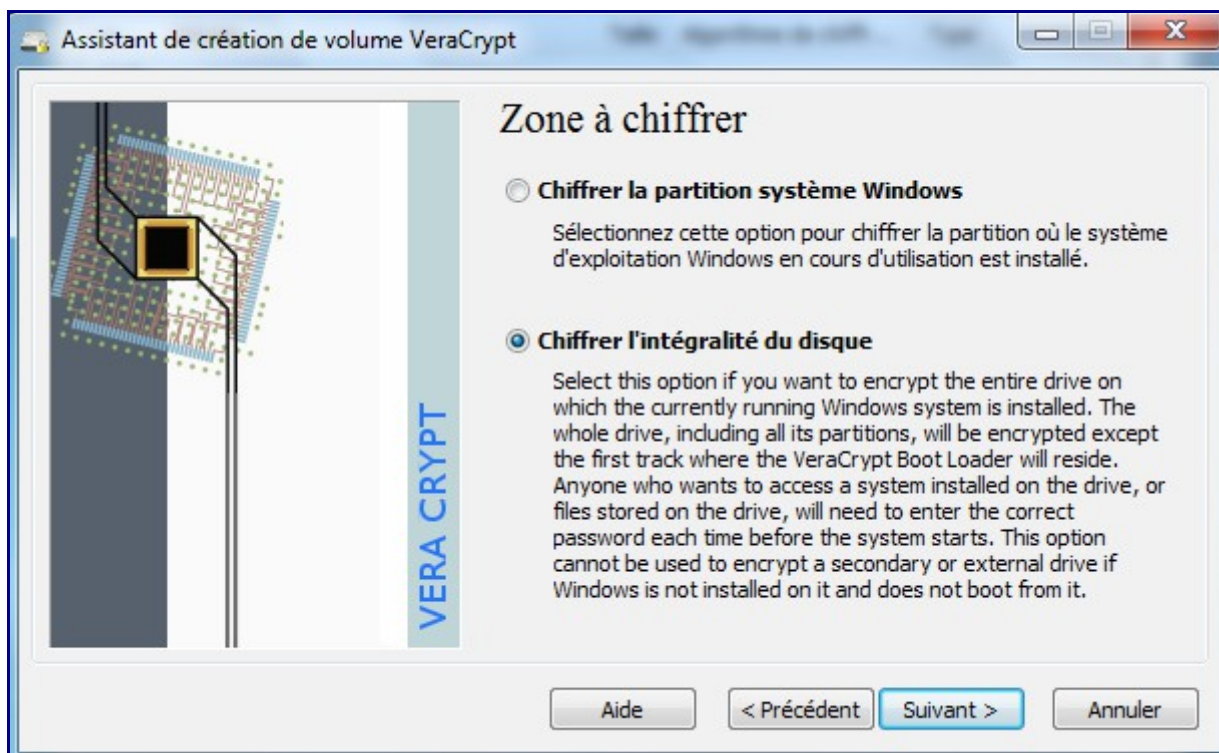 Assistant de création de volume VeraCrypt
Zone à chiffrer
Chiffrer la partition système Windows
Sélectionnez cette option pour chiffrer la partition où le système
d'exploitation Windows en cours d'utilisation est installé.
Chiffrer l'intégralité du disque
Select this option if you want to encrypt the entire drive on
which the currently running Windows system is installed. The
whole drive, including all its partitions, will be encrypted except
the first track where the VeraCrypt Boot Loader will reside.
Anyone who wants to access a system installed on the drive, or
files stored on the drive, will need to enter the correct
password each time before the system starts. This option
cannot be used to encrypt a secondary or external drive if
Windows is not installed on it and does not boot from it.
VERA CRYPT
Aide
< Précédent
Suivant >
Annuler